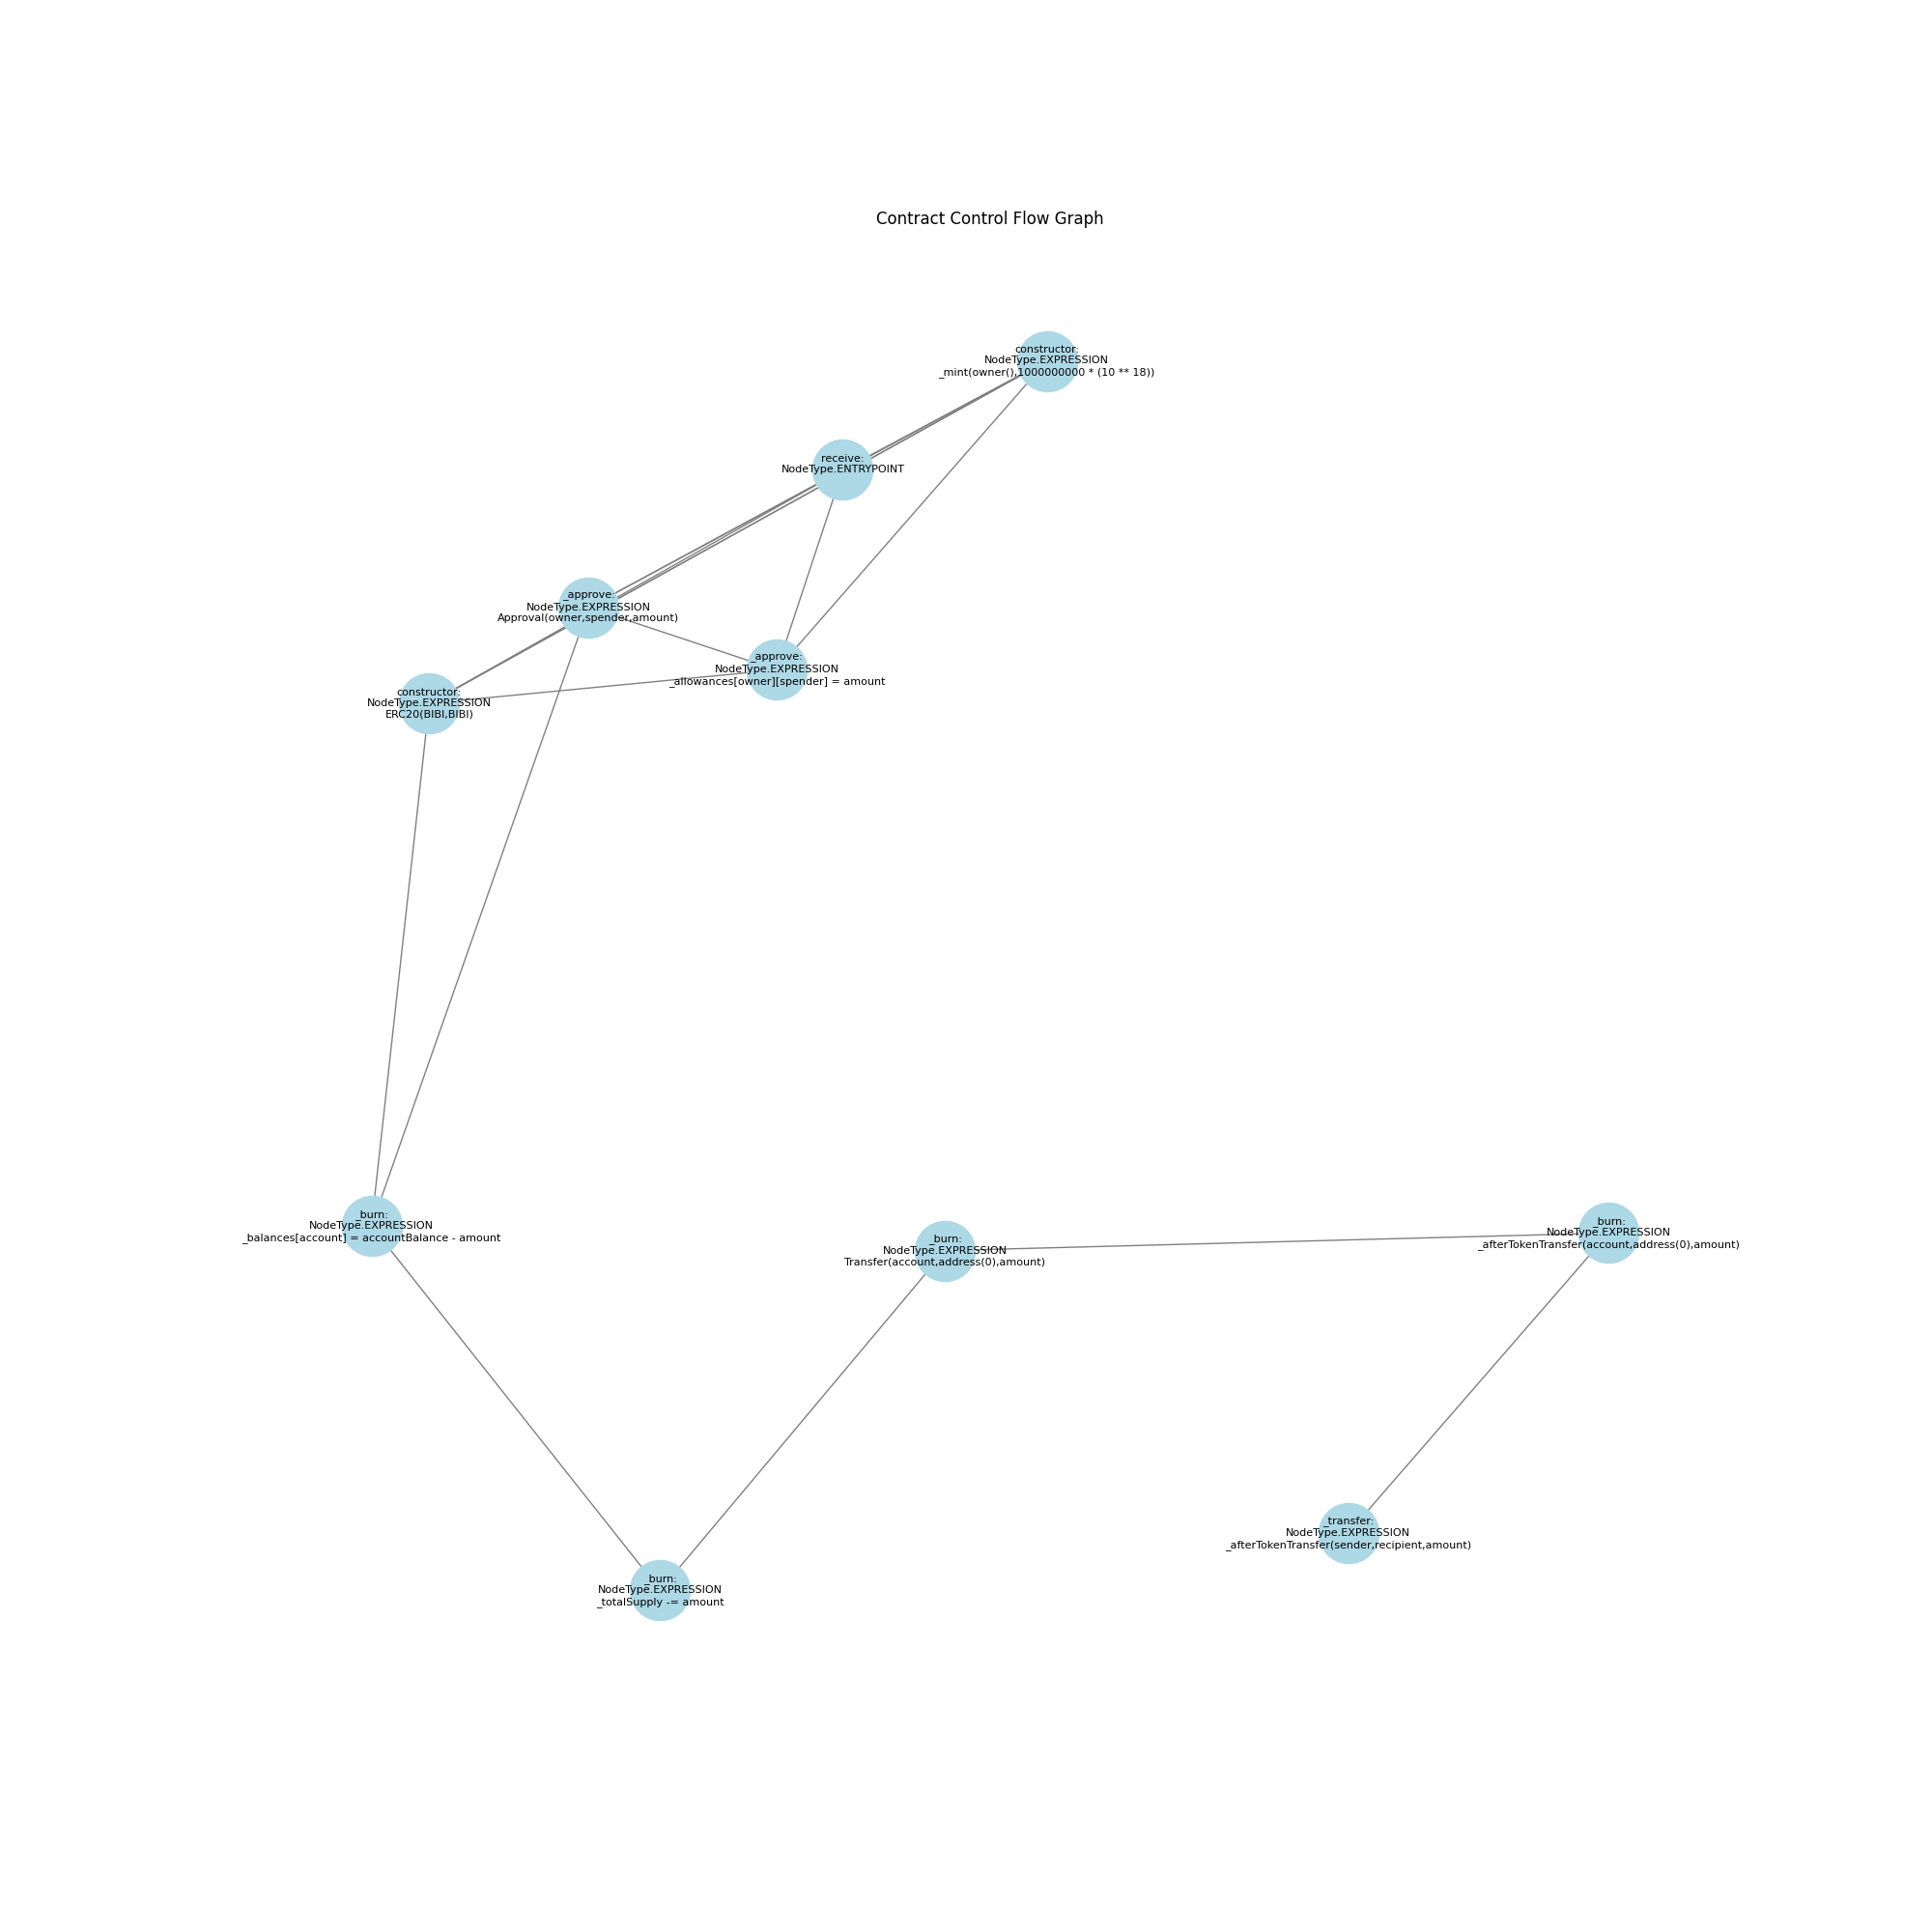 Contract Control Flow Graph
constructor:
NodeType.EXPRESSION
_mint(owner(),1000000000 * (10 ** 18))
receive:
NodeType.ENTRYPOINT
_approve:
NodeType.EXPRESSION
Approval(owner,spender,amount)
_approve:
NodeType.EXPRESSION
_allowances[owner][spender] = amount
constructor:
NodeType.EXPRESSION
ERC20(BIBI,BIBI)
_burn:
NodeType.EXPRESSION
_balances[account] = accountBalance - amount
_burn:
NodeType.EXPRESSION
Transfer(account,address(0),amount)
_burn:
NodeType.EXPRESSION
_afterTokenTransfer(account,address(0),amount)
_transfer:
NodeType.EXPRESSION
_afterTokenTransfer(sender,recipient,amount)
_burn:
NodeType.EXPRESSION
_totalSupply -= amount